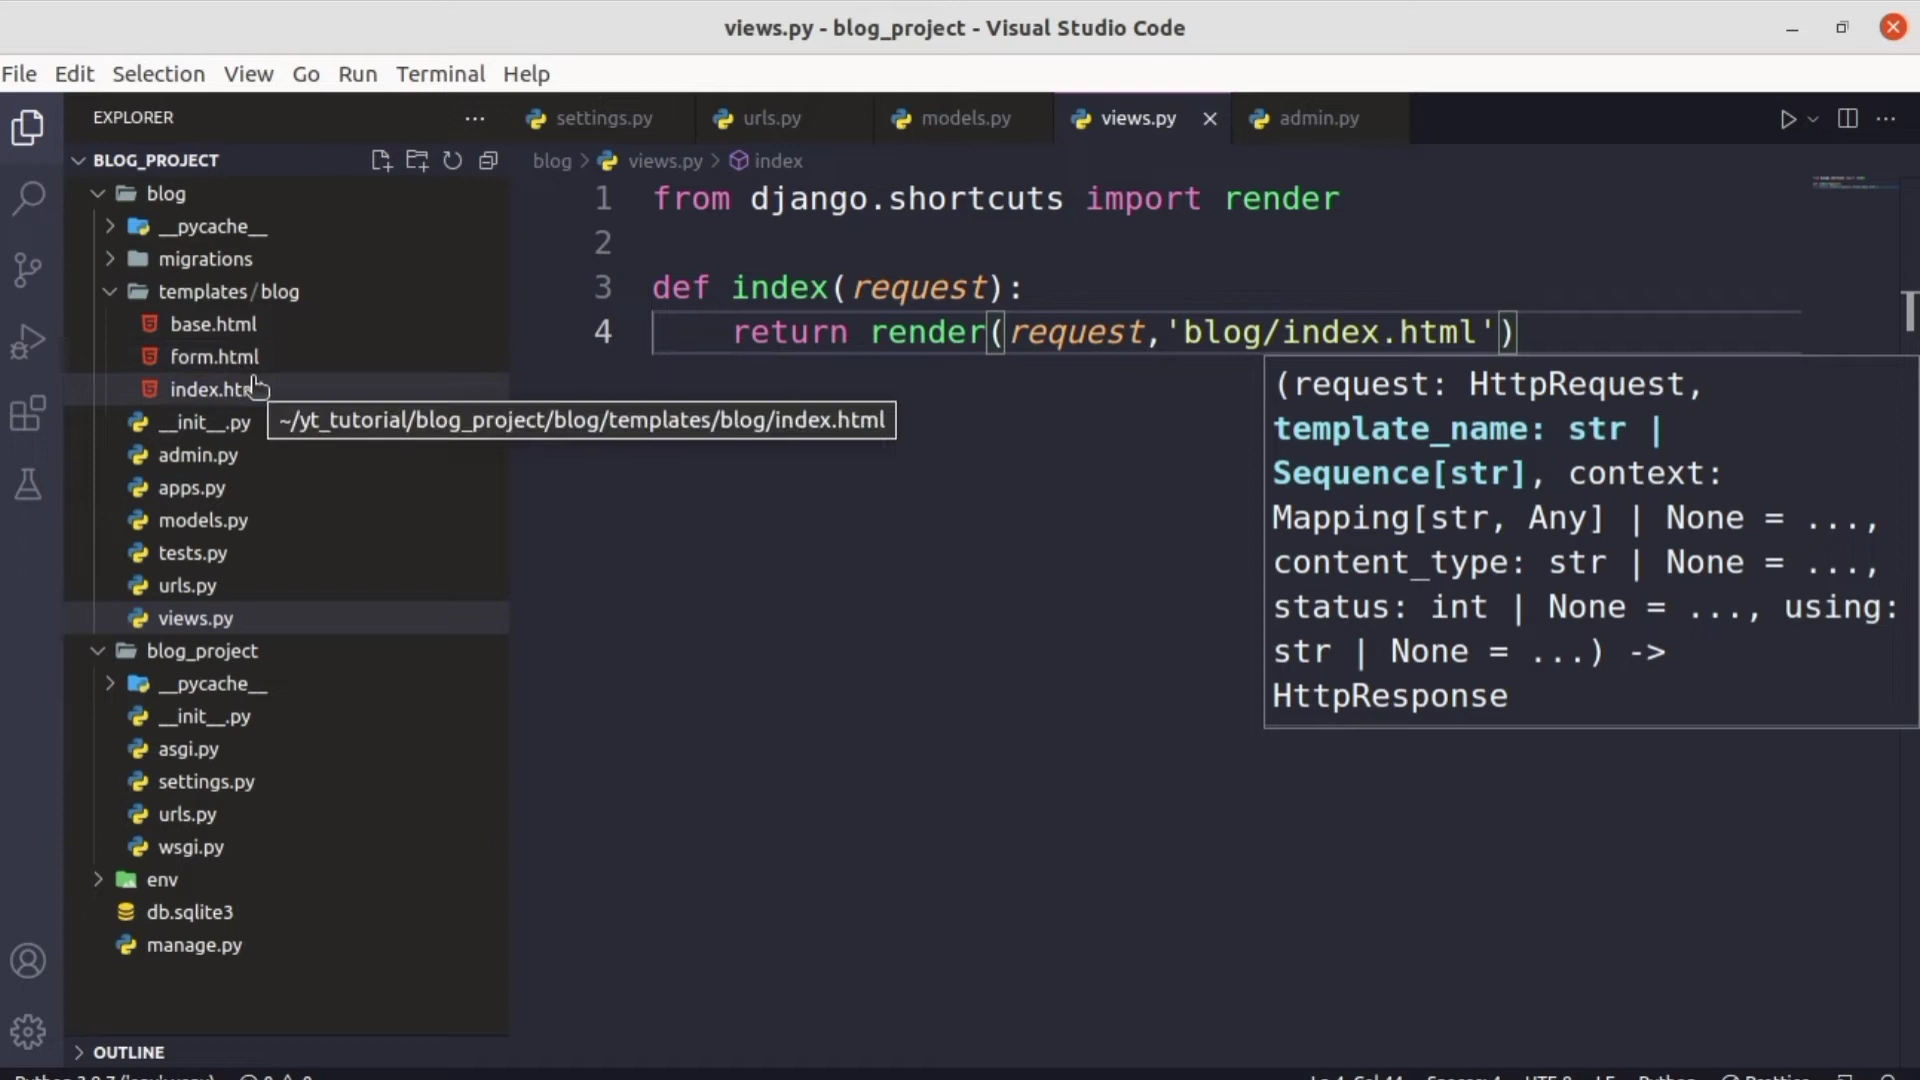 views.py - blog_project - Visual Studio Code
File Edit Selection View Go Run Terminal Help
EXPLORER
settings.py urls.py models.py views.py admin.py
BLOG_PROJECT
blog > views.py > index
blog
__pycache__
migrations
templates/blog
base.html
form.html
index.htm
__init__.py
admin.py
apps.py
models.py
tests.py
urls.py
views.py
blog_project
__pycache__
__init__.py
asgi.py
settings.py
urls.py
wsgi.py
env
db.sqlite3
manage.py
OUTLINE
~/yt_tutorial/blog_project/blog/templates/blog/index.html
1 from django.shortcuts import render
2
3 def index(request):
4 return render(request,'blog/index.html')
(request: HttpRequest,
template_name: str |
Sequence[str], context:
Mapping[str, Any] | None = ...,
content_type: str | None = ...,
status: int | None = ..., using:
str | None = ...) ->
HttpResponse